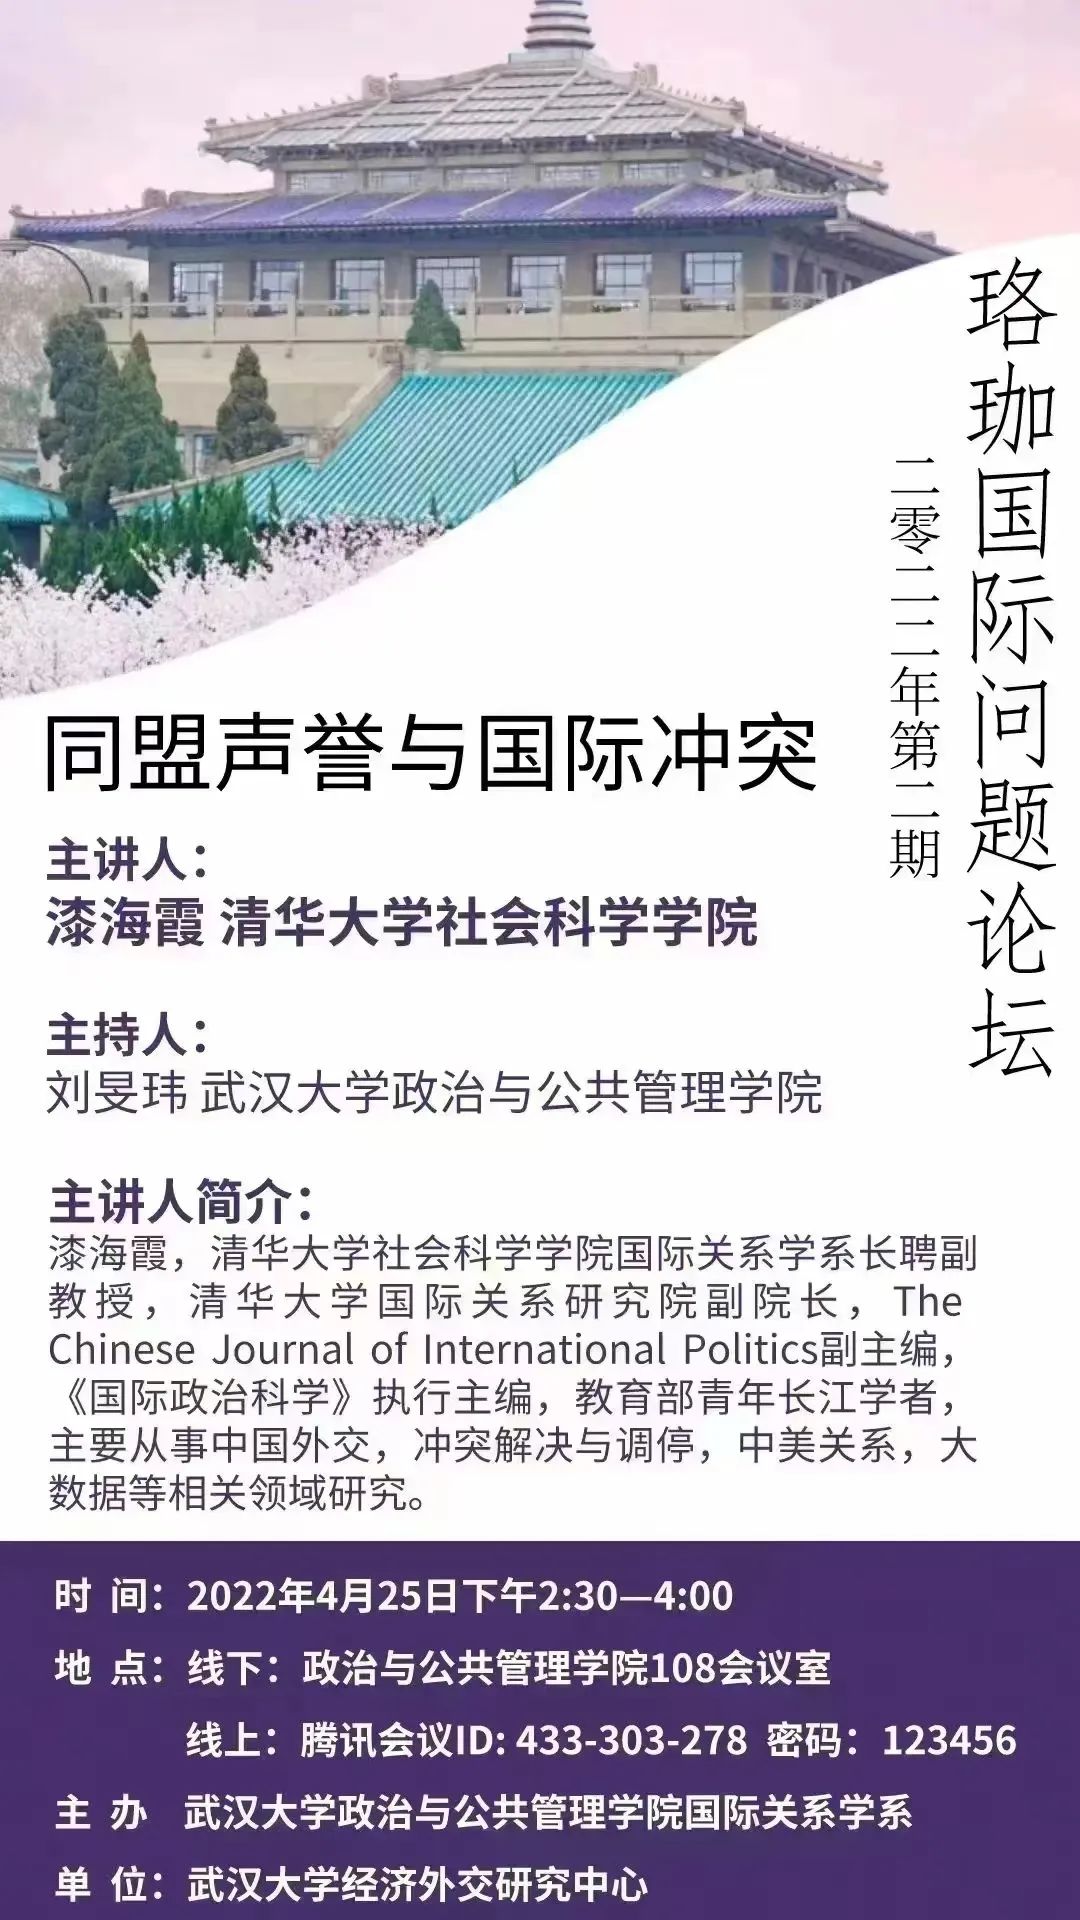 珞珈国际问题论坛
二零二二年第二期
同盟声誉与国际冲突
主讲人：
漆海霞 清华大学社会科学学院
主持人：
刘旻玮 武汉大学政治与公共管理学院
主讲人简介：
漆海霞，清华大学社会科学学院国际关系学系长聘副
教授，清华大学国际关系研究院副院长，The
Chinese Journal of International Politics副主编，
《国际政治科学》执行主编，教育部青年长江学者，
主要从事中国外交，冲突解决与调停，中美关系，大
数据等相关领域研究。
时 间：2022年4月25日下午2:30—4:00
地 点：线下：政治与公共管理学院108会议室
线上：腾讯会议ID: 433-303-278 密码：123456
主 办 武汉大学政治与公共管理学院国际关系学系
单 位：武汉大学经济外交研究中心